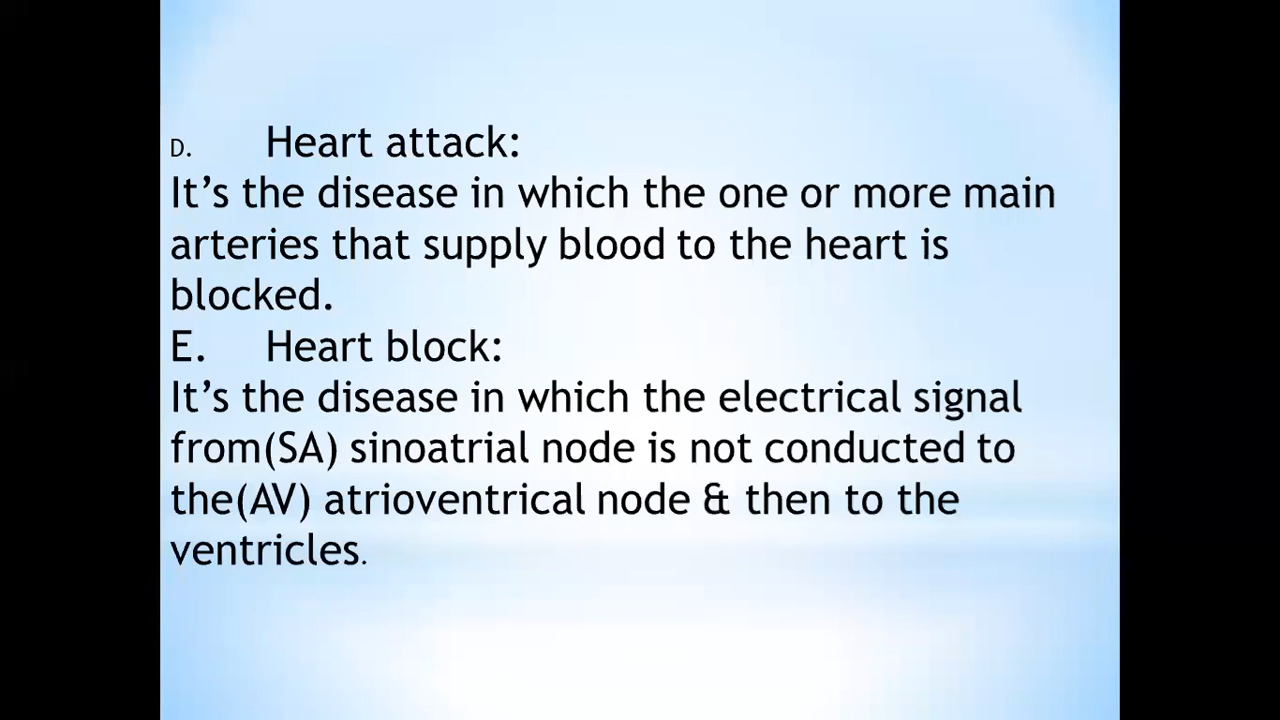 D. Heart attack:
It’s the disease in which the one or more main
arteries that supply blood to the heart is
blocked.
E. Heart block:
It’s the disease in which the electrical signal
from(SA) sinoatrial node is not conducted to
the(AV) atrioventrical node & then to the
ventricles.